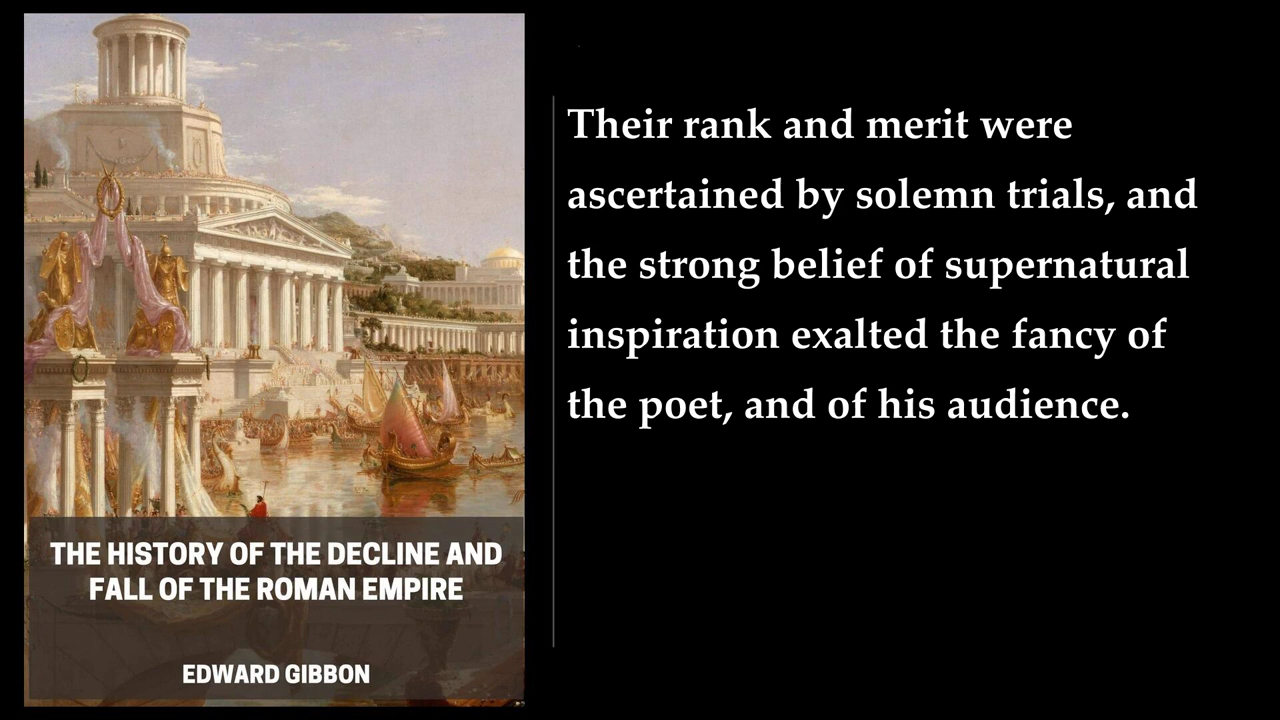 THE HISTORY OF THE DECLINE AND
FALL OF THE ROMAN EMPIRE
EDWARD GIBBON
Their rank and merit were
ascertained by solemn trials, and
the strong belief of supernatural
inspiration exalted the fancy of
the poet, and of his audience.